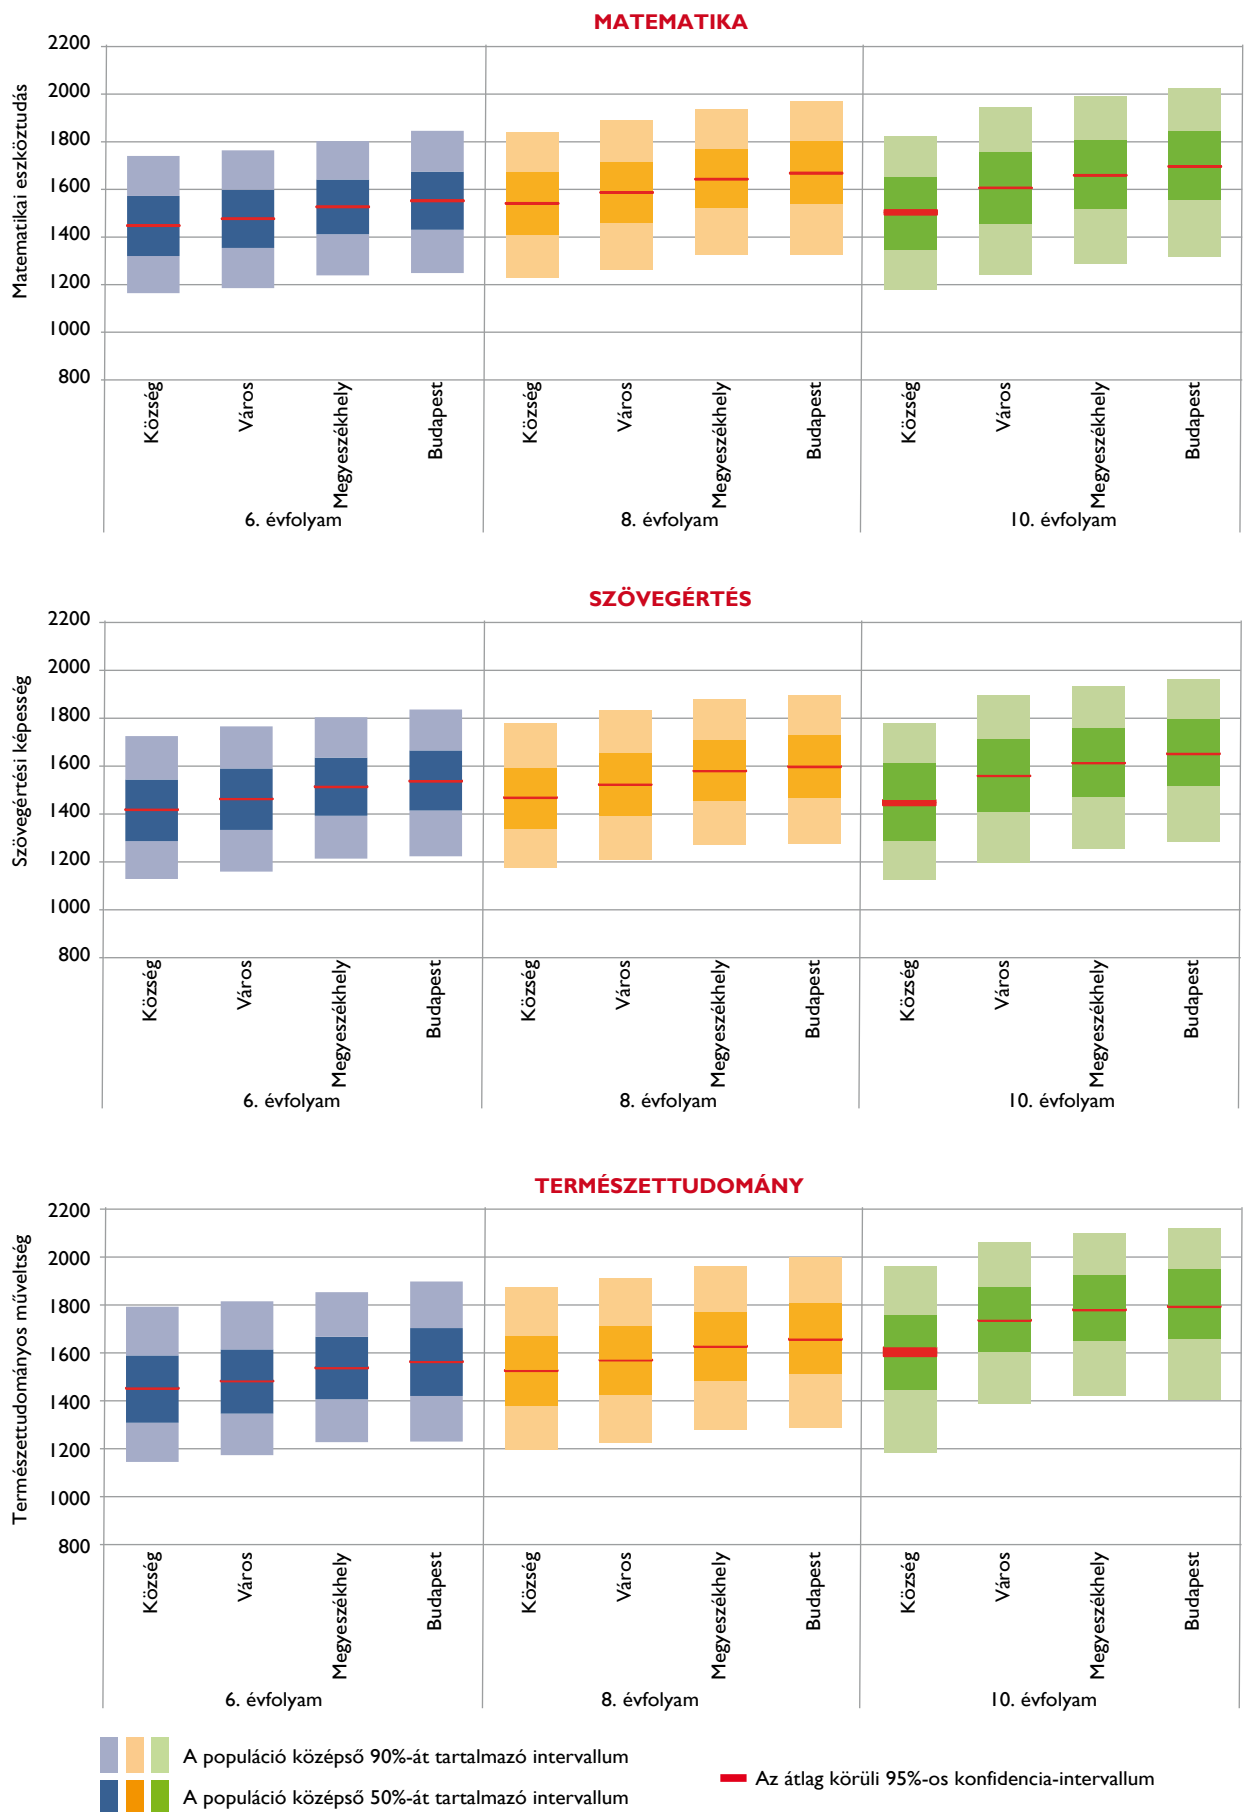 MATEMATIKA
Matematikai eszköztudás
2200
2000
1800
1600
1400
1200
1000
800
Község
Város
Megyeszékhely
Budapest
Község
Város
Megyeszékhely
Budapest
Község
Város
Megyeszékhely
Budapest
6. évfolyam
8. évfolyam
10. évfolyam
SZÖVEGÉRTÉS
Szövegértési képesség
2200
2000
1800
1600
1400
1200
1000
800
Község
Város
Megyeszékhely
Budapest
Község
Város
Megyeszékhely
Budapest
Község
Város
Megyeszékhely
Budapest
6. évfolyam
8. évfolyam
10. évfolyam
TERMÉSZETTUDOMÁNY
Természettudományos műveltség
2200
2000
1800
1600
1400
1200
1000
800
Község
Város
Megyeszékhely
Budapest
Község
Város
Megyeszékhely
Budapest
Község
Város
Megyeszékhely
Budapest
6. évfolyam
8. évfolyam
10. évfolyam
A populáció középső 90%-át tartalmazó intervallum
A populáció középső 50%-át tartalmazó intervallum
Az átlag körüli 95%-os konfidencia-intervallum